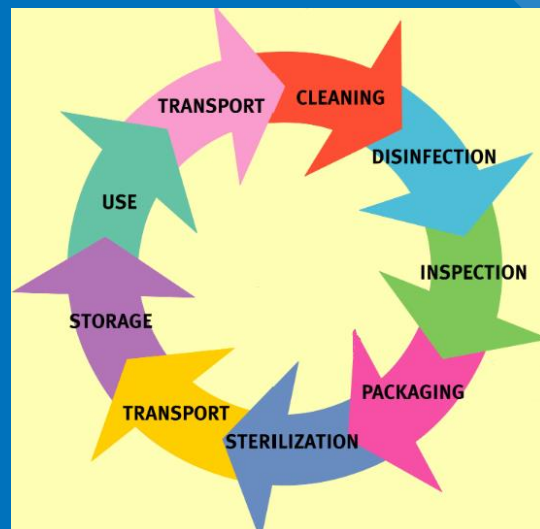 TRANSPORT
CLEANING
DISINFECTION
INSPECTION
PACKAGING
STERILIZATION
TRANSPORT
STORAGE
USE